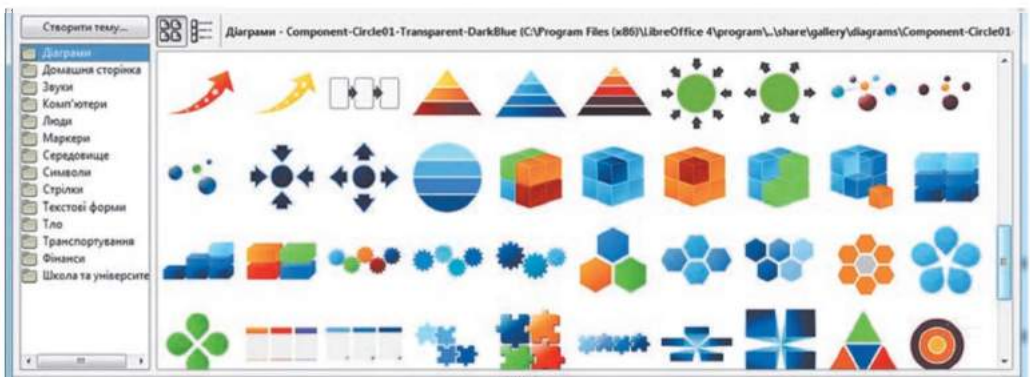 Створити тему...
Діаграми - Component-Circle01-Transparent-DarkBlue (C:\Program Files (x86)\LibreOffice 4\program\..\share\gallery\diagrams\Component-Circle01-
Діаграми
Домашня сторінка
Звуки
Комп'ютери
Люди
Маркери
Середовище
Символи
Стрілки
Текстові форми
Тло
Транспортування
Фінанси
Школа та університе